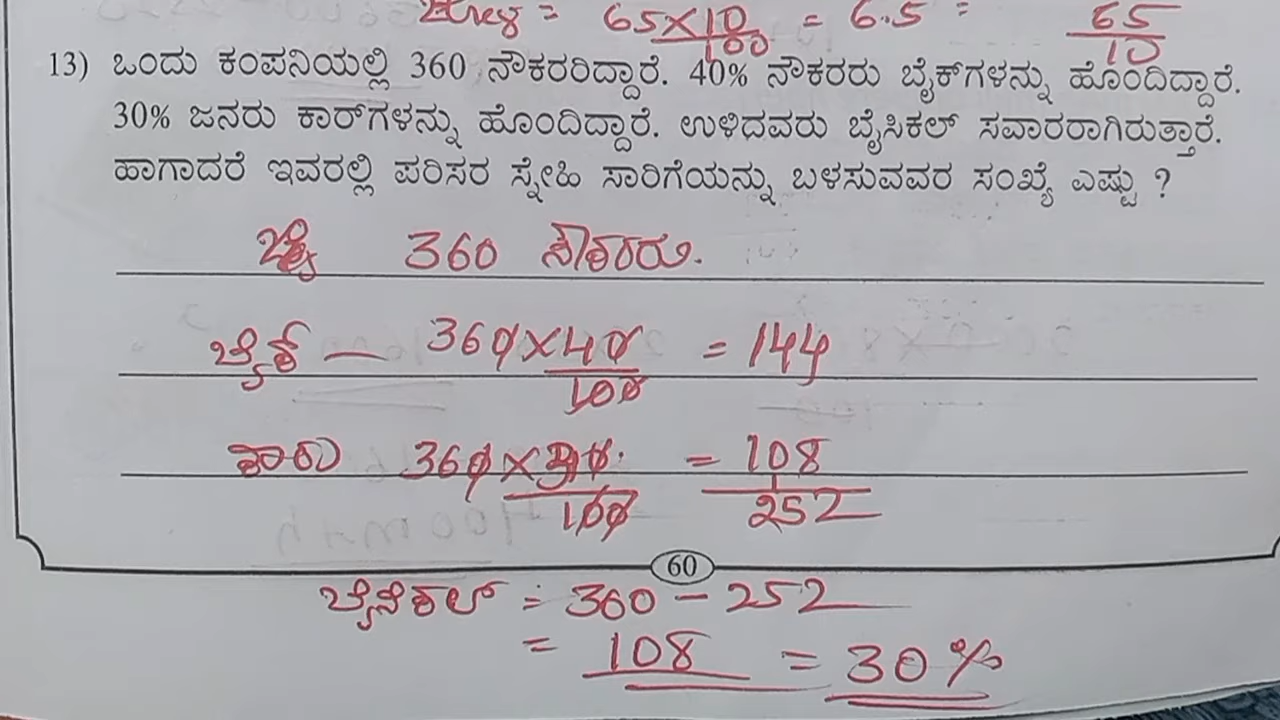 = 65×10/100 = 6.5 = 65/10
13) ಒಂದು ಕಂಪನಿಯಲ್ಲಿ 360 ನೌಕರರಿದ್ದಾರೆ. 40% ನೌಕರರು ಬೈಕ್‌ಗಳನ್ನು ಹೊಂದಿದ್ದಾರೆ.
30% ಜನರು ಕಾರ್‌ಗಳನ್ನು ಹೊಂದಿದ್ದಾರೆ. ಉಳಿದವರು ಬೈಸಿಕಲ್ ಸವಾರರಾಗಿರುತ್ತಾರೆ.
ಹಾಗಾದರೆ ಇವರಲ್ಲಿ ಪರಿಸರ ಸ್ನೇಹಿ ಸಾರಿಗೆಯನ್ನು ಬಳಸುವವರ ಸಂಖ್ಯೆ ಎಷ್ಟು ?
360
ಬೈಕ್ – 360×40/100 = 144
ಕಾರು 360×30/100 = 108
252
60
= 360 – 252
= 108 = 30%